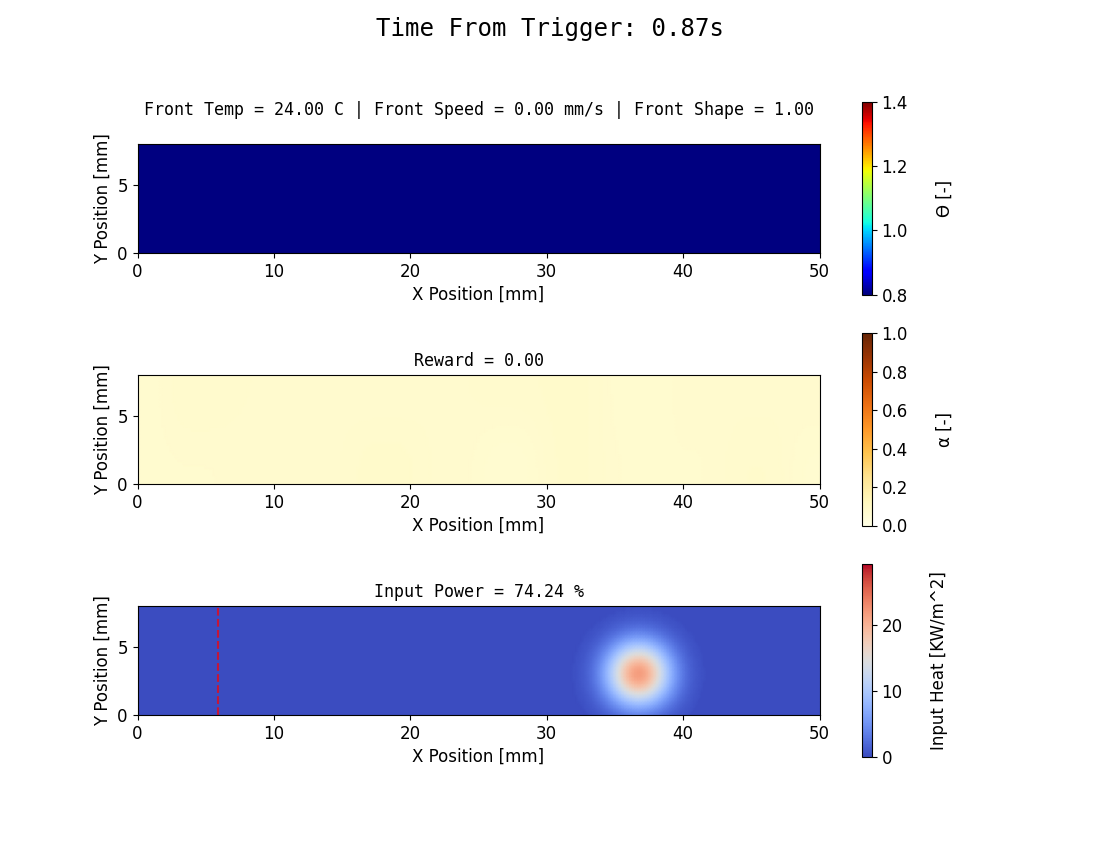 Time From Trigger: 0.87s
Front Temp = 24.00 C | Front Speed = 0.00 mm/s | Front Shape = 1.00
Y Position [mm]
5
0
0 10 20 30 40 50
X Position [mm]
1.4
1.2
1.0
0.8
Θ [-]
Reward = 0.00
Y Position [mm]
5
0
0 10 20 30 40 50
X Position [mm]
1.0
0.8
0.6
0.4
0.2
0.0
α [-]
Input Power = 74.24 %
Y Position [mm]
5
0
0 10 20 30 40 50
X Position [mm]
20
10
0
Input Heat [KW/m^2]